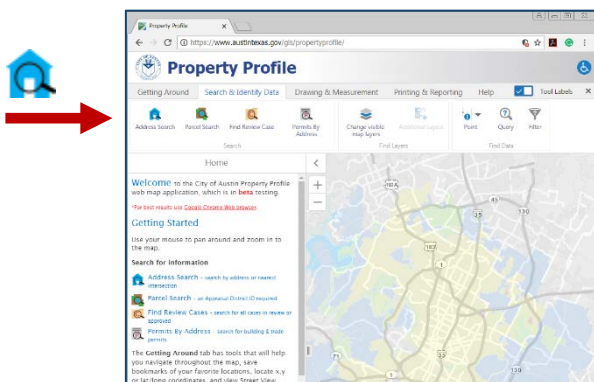 Property Profile
https://www.austintexas.gov/gis/propertyprofile/
Property Profile
Getting Around Search & Identify Data Drawing & Measurement Printing & Reporting Help Tool Labels
Address Search Parcel Search Find Review Case Permits By Address Change visible map layers Additional Layers Point Query Filter
Search Find Layers Find Data
Home
Welcome to the City of Austin Property Profile
web map application, which is in beta testing.
*For best results use Google Chrome Web browser.
Getting Started
Use your mouse to pan around and zoom in to
the map.
Search for information
Address Search - search by address or nearest
intersection
Parcel Search - an Appraisal District ID required
Find Review Cases - search for all cases in review or
approved
Permits By Address - search for building & trade
permits
The Getting Around tab has tools that will help
you navigate throughout the map, save
bookmarks of your favorite locations, locate x,y
or lat/long coordinates, and view Street View
183A
45
130
35
183
1
71
35
1
130